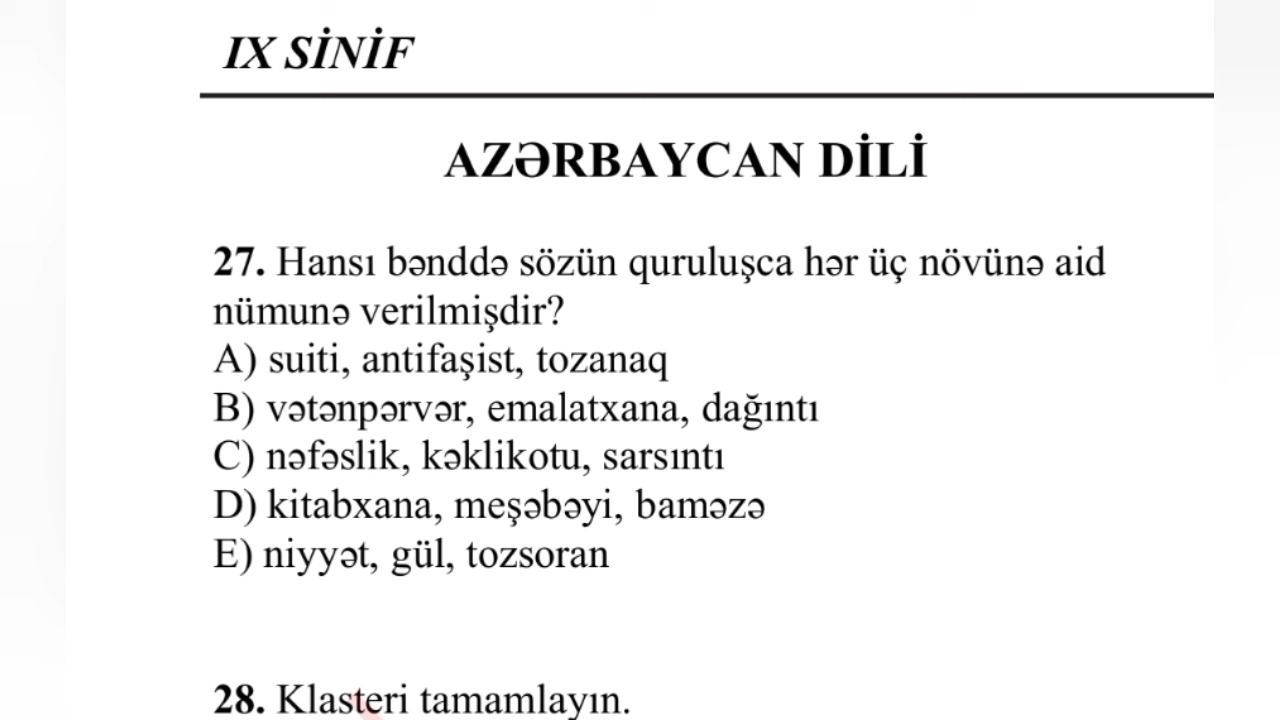 IX SİNİF
AZƏRBAYCAN DİLİ
27. Hansı bənddə sözün quruluşca hər üç növünə aid
nümunə verilmişdir?
A) suiti, antifaşist, tozanaq
B) vətənpərvər, emalatxana, dağıntı
C) nəfəslik, kəklikotu, sarsıntı
D) kitabxana, meşəbəyi, baməzə
E) niyyət, gül, tozsoran
28. Klasteri tamamlayın.